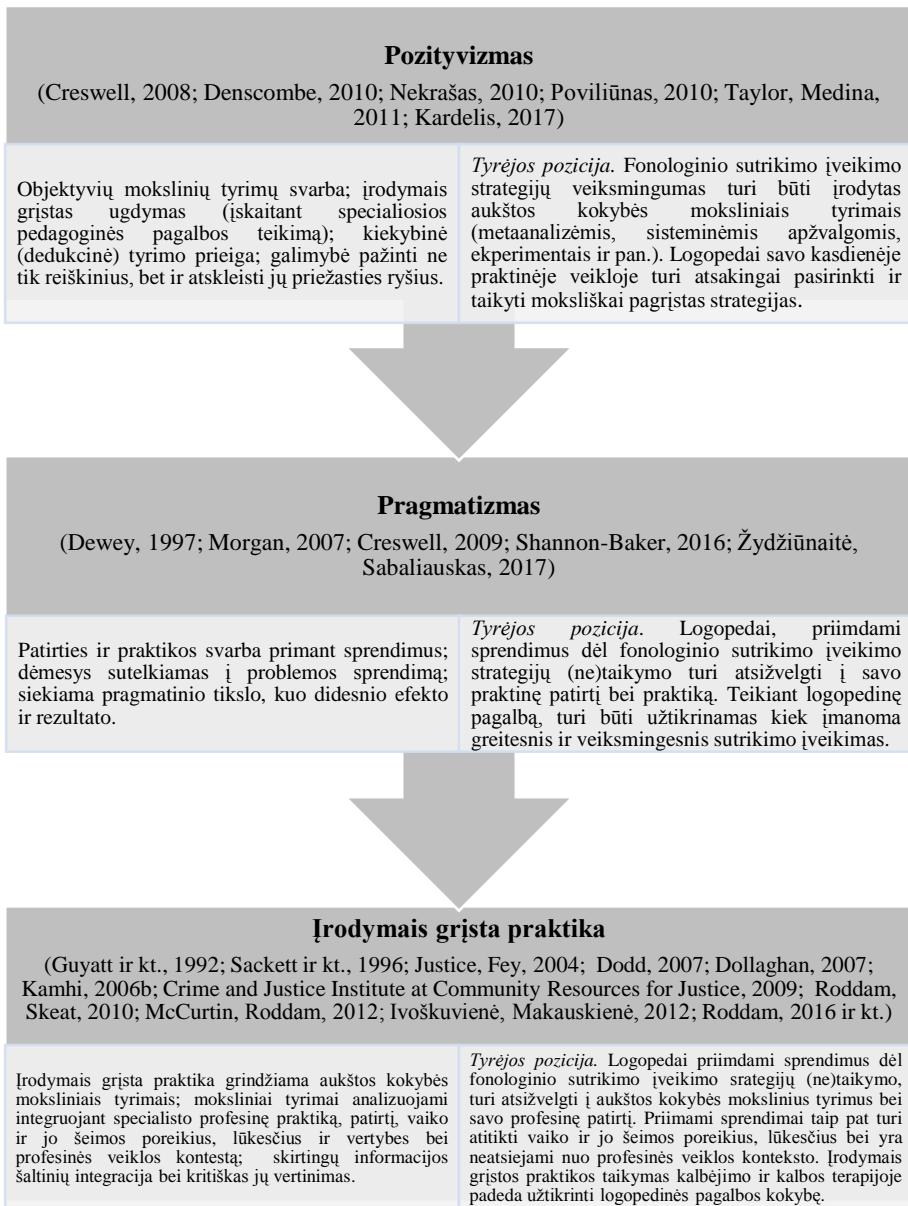 Pozityvizmas
(Creswell, 2008; Denscombe, 2010; Nekrašas, 2010; Poviliūnas, 2010; Taylor, Medina,
2011; Kardelis, 2017)
Objektyvių mokslinių tyrimų svarba; įrodymais
grįstas ugdymas (įskaitant specialiosios
pedagoginės pagalbos teikimą); kiekybinė
(dedukcinė) tyrimo prieiga; galimybė pažinti ne
tik reiškinius, bet ir atskleisti jų priežasties ryšius.
Tyrėjos pozicija. Fonologinio sutrikimo įveikimo
strategijų veiksmingumas turi būti įrodytas
aukštos kokybės moksliniais tyrimais
(metaanalizėmis, sisteminėmis apžvalgomis,
ekperimentais ir pan.). Logopedai savo kasdienėje
praktinėje veikloje turi atsakingai pasirinkti ir
taikyti moksliškai pagrįstas strategijas.
Pragmatizmas
(Dewey, 1997; Morgan, 2007; Creswell, 2009; Shannon-Baker, 2016; Žydžiūnaitė,
Sabaliauskas, 2017)
Patirties ir praktikos svarba primant sprendimus;
dėmesys sutelkiamas į problemos sprendimą;
siekiama pragmatinio tikslo, kuo didesnio efekto
ir rezultato.
Tyrėjos pozicija. Logopedai, priimdami
sprendimus dėl fonologinio sutrikimo įveikimo
strategijų (ne)taikymo turi atsižvelgti į savo
praktinę patirtį bei praktiką. Teikiant logopedinę
pagalbą, turi būti užtikrinamas kiek įmanoma
greitesnis ir veiksmingesnis sutrikimo įveikimas.
Įrodymais grįsta praktika
(Guyatt ir kt., 1992; Sackett ir kt., 1996; Justice, Fey, 2004; Dodd, 2007; Dollaghan, 2007;
Kamhi, 2006b; Crime and Justice Institute at Community Resources for Justice, 2009; Roddam,
Skeat, 2010; McCurtin, Roddam, 2012; Ivoškuvienė, Makauskienė, 2012; Roddam, 2016 ir kt.)
Įrodymais grįsta praktika grindžiama aukštos kokybės
moksliniais tyrimais; moksliniai tyrimai analizuojami
integruojant specialisto profesinę praktiką, patirtį, vaiko
ir jo šeimos poreikius, lūkesčius ir vertybes bei
profesinės veiklos kontestą; skirtingų informacijos
šaltinių integracija bei kritiškas jų vertinimas.
Tyrėjos pozicija. Logopedai priimdami sprendimus dėl
fonologinio sutrikimo įveikimo srategijų (ne)taikymo,
turi atsižvelgti į aukštos kokybės mokslinius tyrimus bei
savo profesinę patirtį. Priimami sprendimai taip pat turi
atitikti vaiko ir jo šeimos poreikius, lūkesčius bei yra
neatsiejami nuo profesinės veiklos konteksto. Įrodymais
grįstos praktikos taikymas kalbėjimo ir kalbos terapijoje
padeda užtikrinti logopedinės pagalbos kokybę.